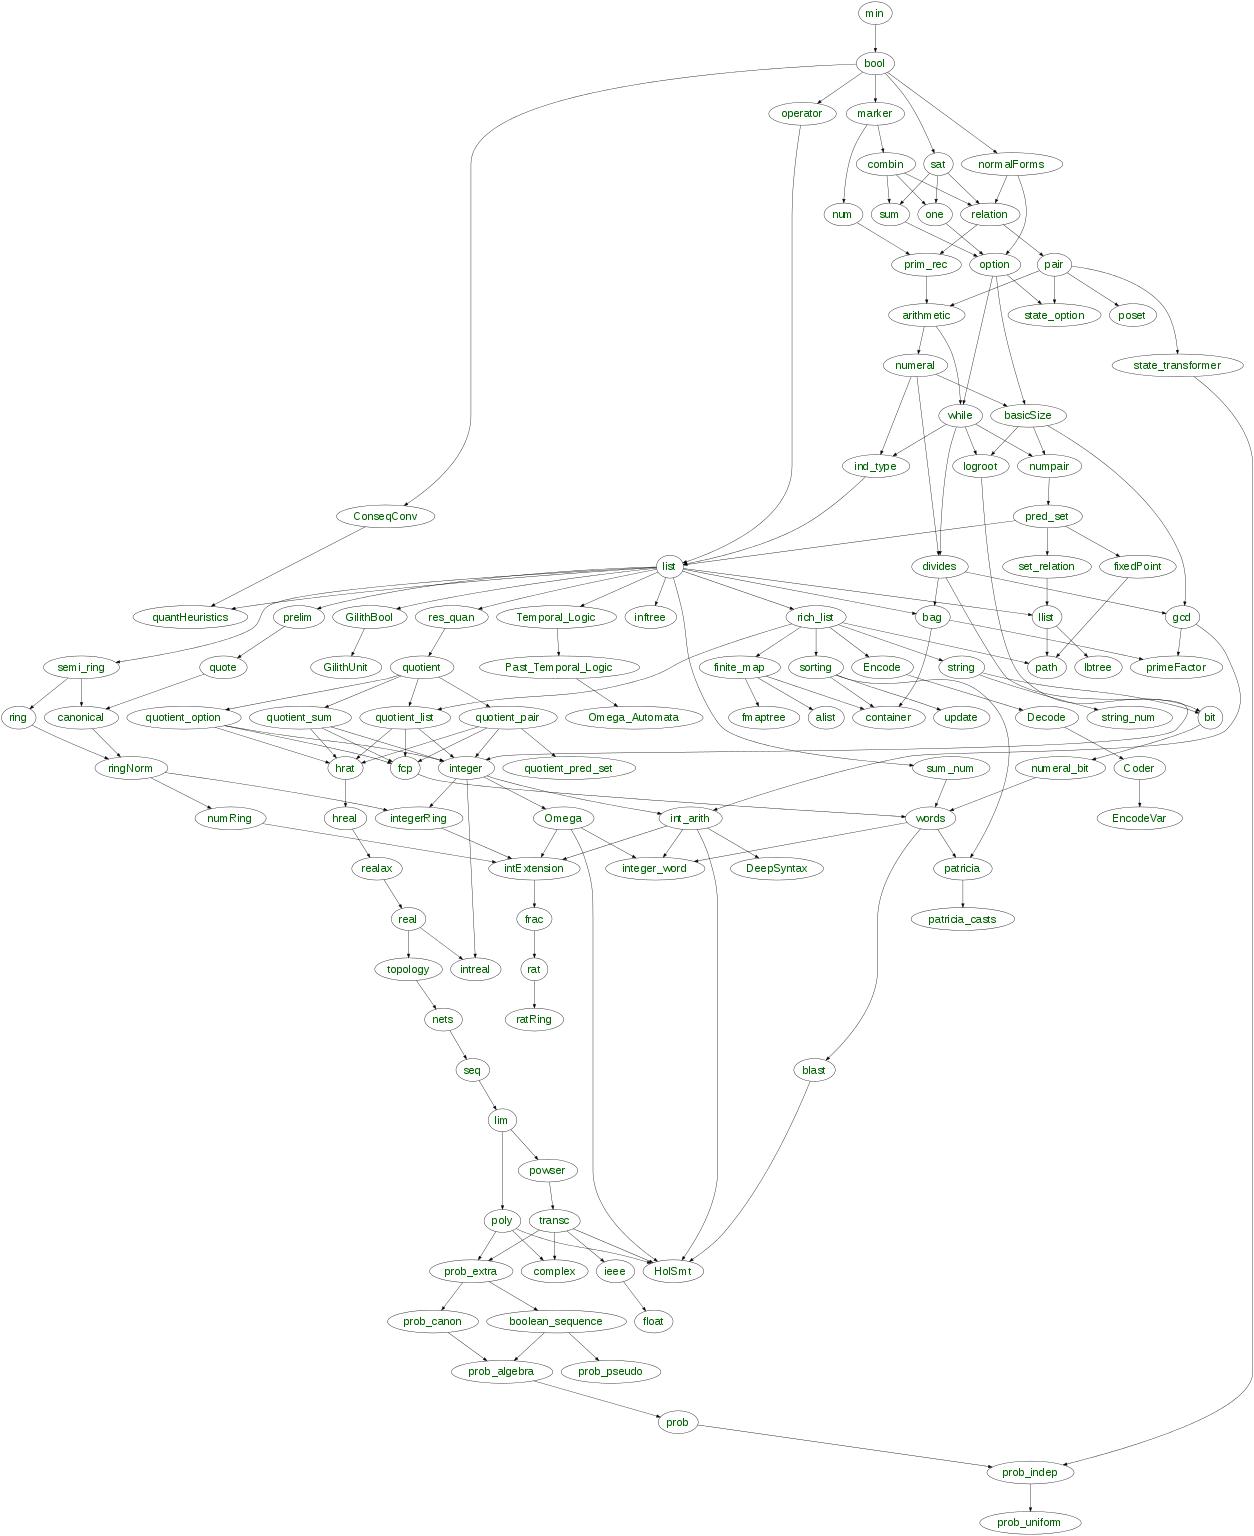 min
bool
operator
marker
combin
sat
normalForms
num
sum
one
relation
prim_rec
option
pair
arithmetic
state_option
poset
numeral
state_transformer
while
basicSize
ind_type
logroot
numpair
ConseqConv
pred_set
list
divides
set_relation
fixedPoint
quantHeuristics
prelim
GilithBool
res_quan
Temporal_Logic
inftree
rich_list
bag
llist
gcd
semi_ring
quote
GilithUnit
quotient
Past_Temporal_Logic
finite_map
sorting
Encode
string
path
lbtree
primeFactor
ring
canonical
quotient_option
quotient_sum
quotient_list
quotient_pair
Omega_Automata
fmaptree
alist
container
update
Decode
string_num
bit
ringNorm
hrat
fcp
integer
quotient_pred_set
sum_num
numeral_bit
Coder
numRing
hreal
integerRing
Omega
int_arith
words
EncodeVar
realax
intExtension
integer_word
DeepSyntax
patricia
real
frac
patricia_casts
topology
intreal
rat
nets
ratRing
seq
blast
lim
powser
poly
transc
prob_extra
complex
ieee
HolSmt
prob_canon
boolean_sequence
float
prob_algebra
prob_pseudo
prob
prob_indep
prob_uniform